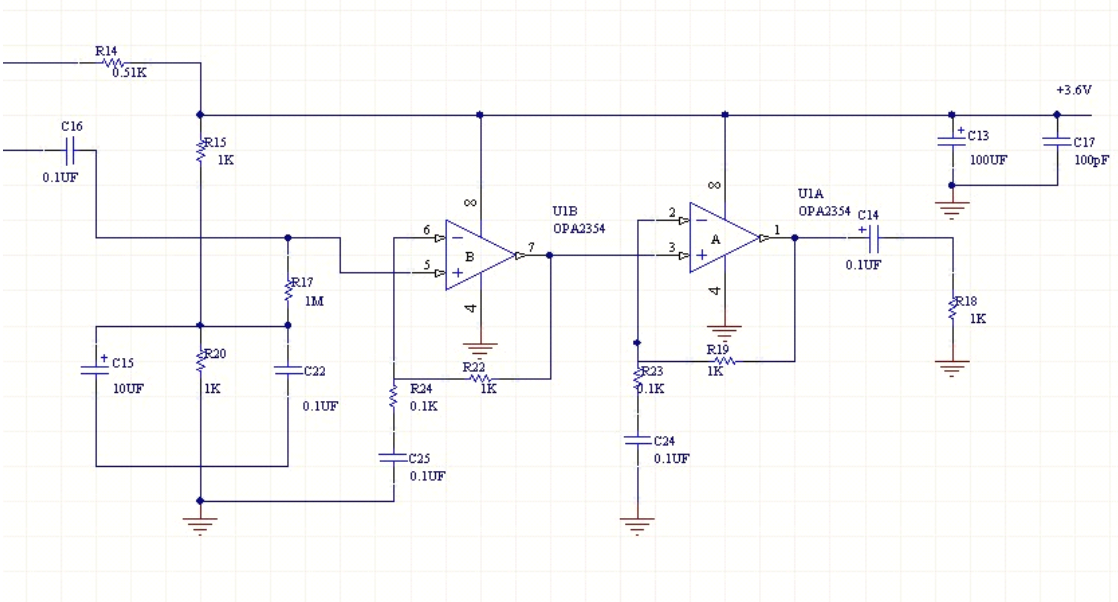 R14
0.51K
+3.6V
C16
0.1UF
R15
1K
C13
100UF
C17
100pF
8
8
U1B
OPA2354
U1A
OPA2354
6
5
B
7
2
3
A
1
C14
0.1UF
4
4
R17
1M
R18
1K
C15
10UF
R20
1K
C22
0.1UF
R22
1K
R24
0.1K
R19
1K
R23
0.1K
C25
0.1UF
C24
0.1UF